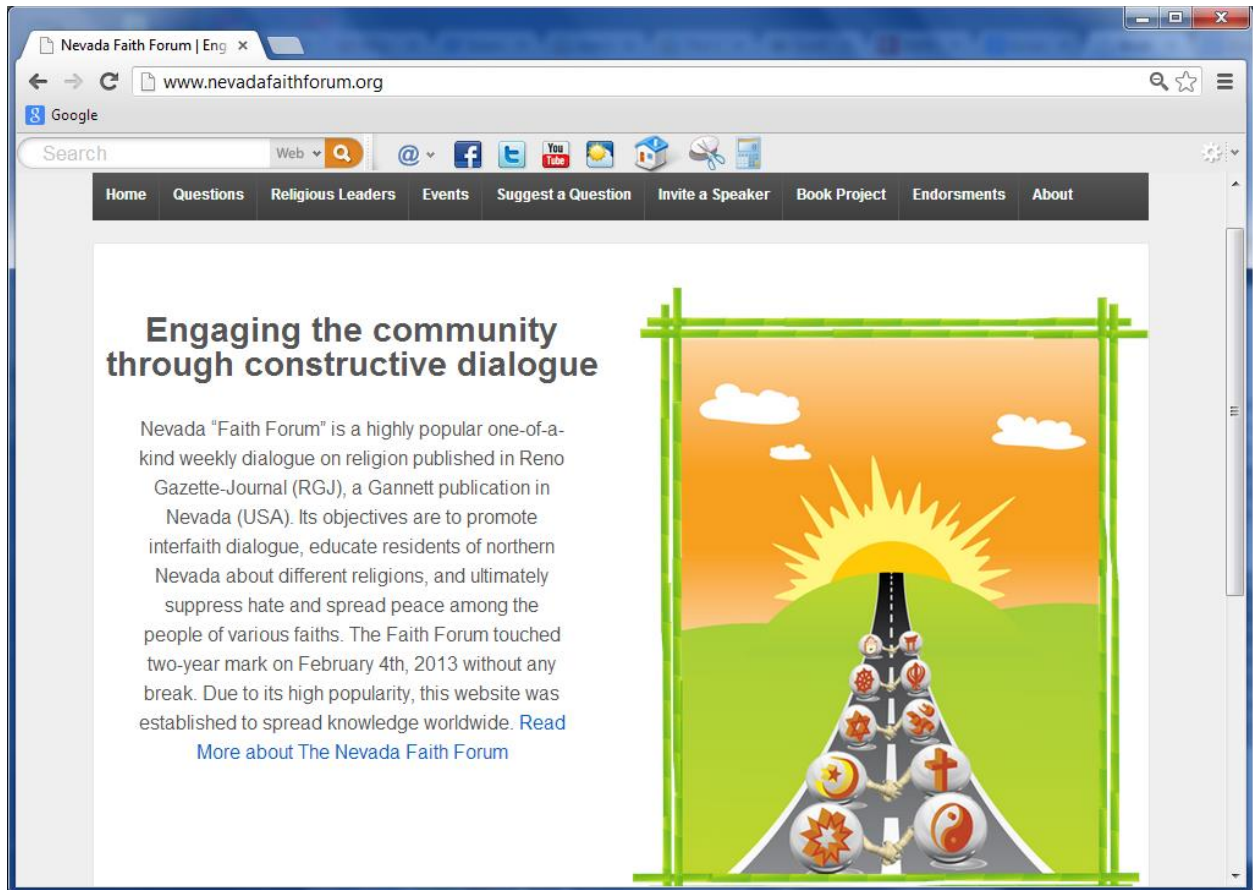 Nevada Faith Forum | Eng
www.nevadafaithforum.org
Google
Search Web
You Tube
Home Questions Religious Leaders Events Suggest a Question Invite a Speaker Book Project Endorsments About
Engaging the community
through constructive dialogue
Nevada “Faith Forum” is a highly popular one-of-a-
kind weekly dialogue on religion published in Reno
Gazette-Journal (RGJ), a Gannett publication in
Nevada (USA). Its objectives are to promote
interfaith dialogue, educate residents of northern
Nevada about different religions, and ultimately
suppress hate and spread peace among the
people of various faiths. The Faith Forum touched
two-year mark on February 4th, 2013 without any
break. Due to its high popularity, this website was
established to spread knowledge worldwide. Read
More about The Nevada Faith Forum